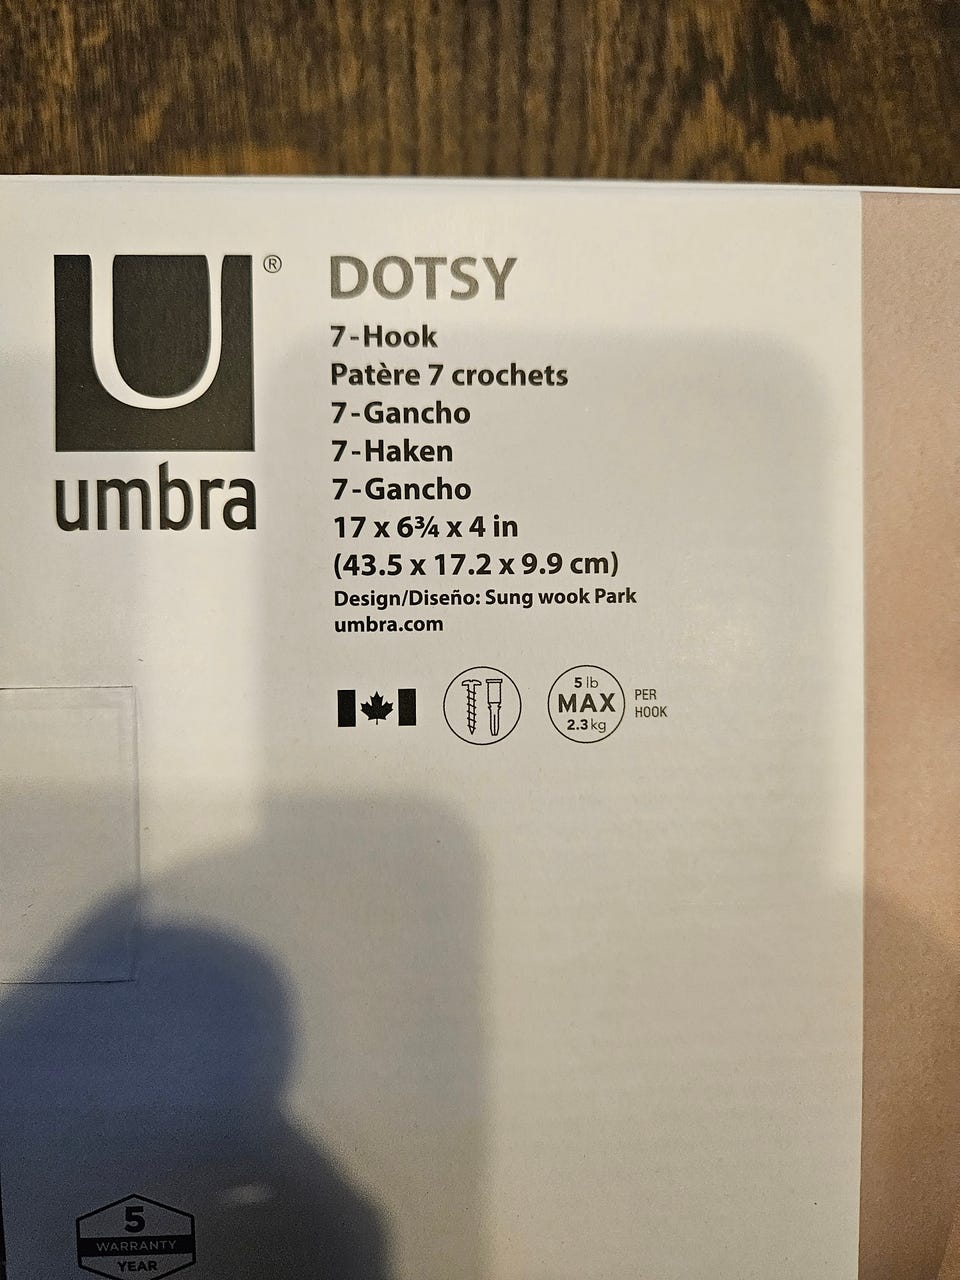 U®
umbra
DOTSY
7-Hook
Patère 7 crochets
7-Gancho
7-Haken
7-Gancho
17 x 6¾ x 4 in
(43.5 x 17.2 x 9.9 cm)
Design/Diseño: Sung wook Park
umbra.com
5 lb
MAX
2.3 kg
PER
HOOK
5
WARRANTY
YEAR